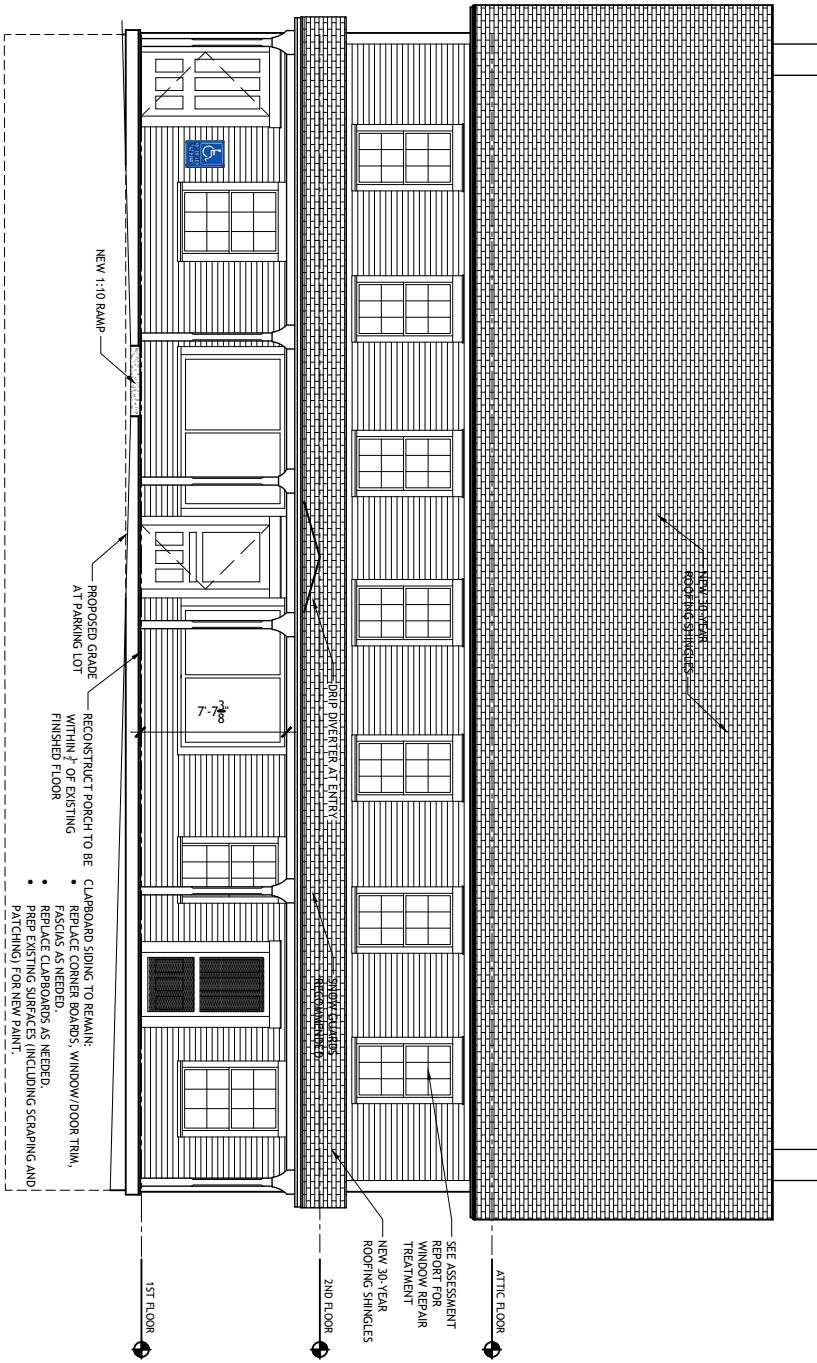 NEW 30-YEAR
ROOFING SHINGLES
ATTIC FLOOR
SEE ASSESSMENT
REPORT FOR
WINDOW REPAIR
TREATMENT
NEW 30-YEAR
ROOFING SHINGLES
2ND FLOOR
DRIP DIVERTER AT ENTRY
SNOW GUARDS
RECOMMENDED
7'-7 3/8"
1ST FLOOR
NEW 1:10 RAMP
PROPOSED GRADE
AT PARKING LOT
RECONSTRUCT PORCH TO BE
WITHIN OF EXISTING
FINISHED FLOOR
CLAPBOARD SIDING TO REMAIN:
• REPLACE CORNER BOARDS, WINDOW/DOOR TRIM,
FASCIAS AS NEEDED.
• REPLACE CLAPBOARDS AS NEEDED.
• PREP EXISTING SURFACES (INCLUDING SCRAPING AND
PATCHING) FOR NEW PAINT.